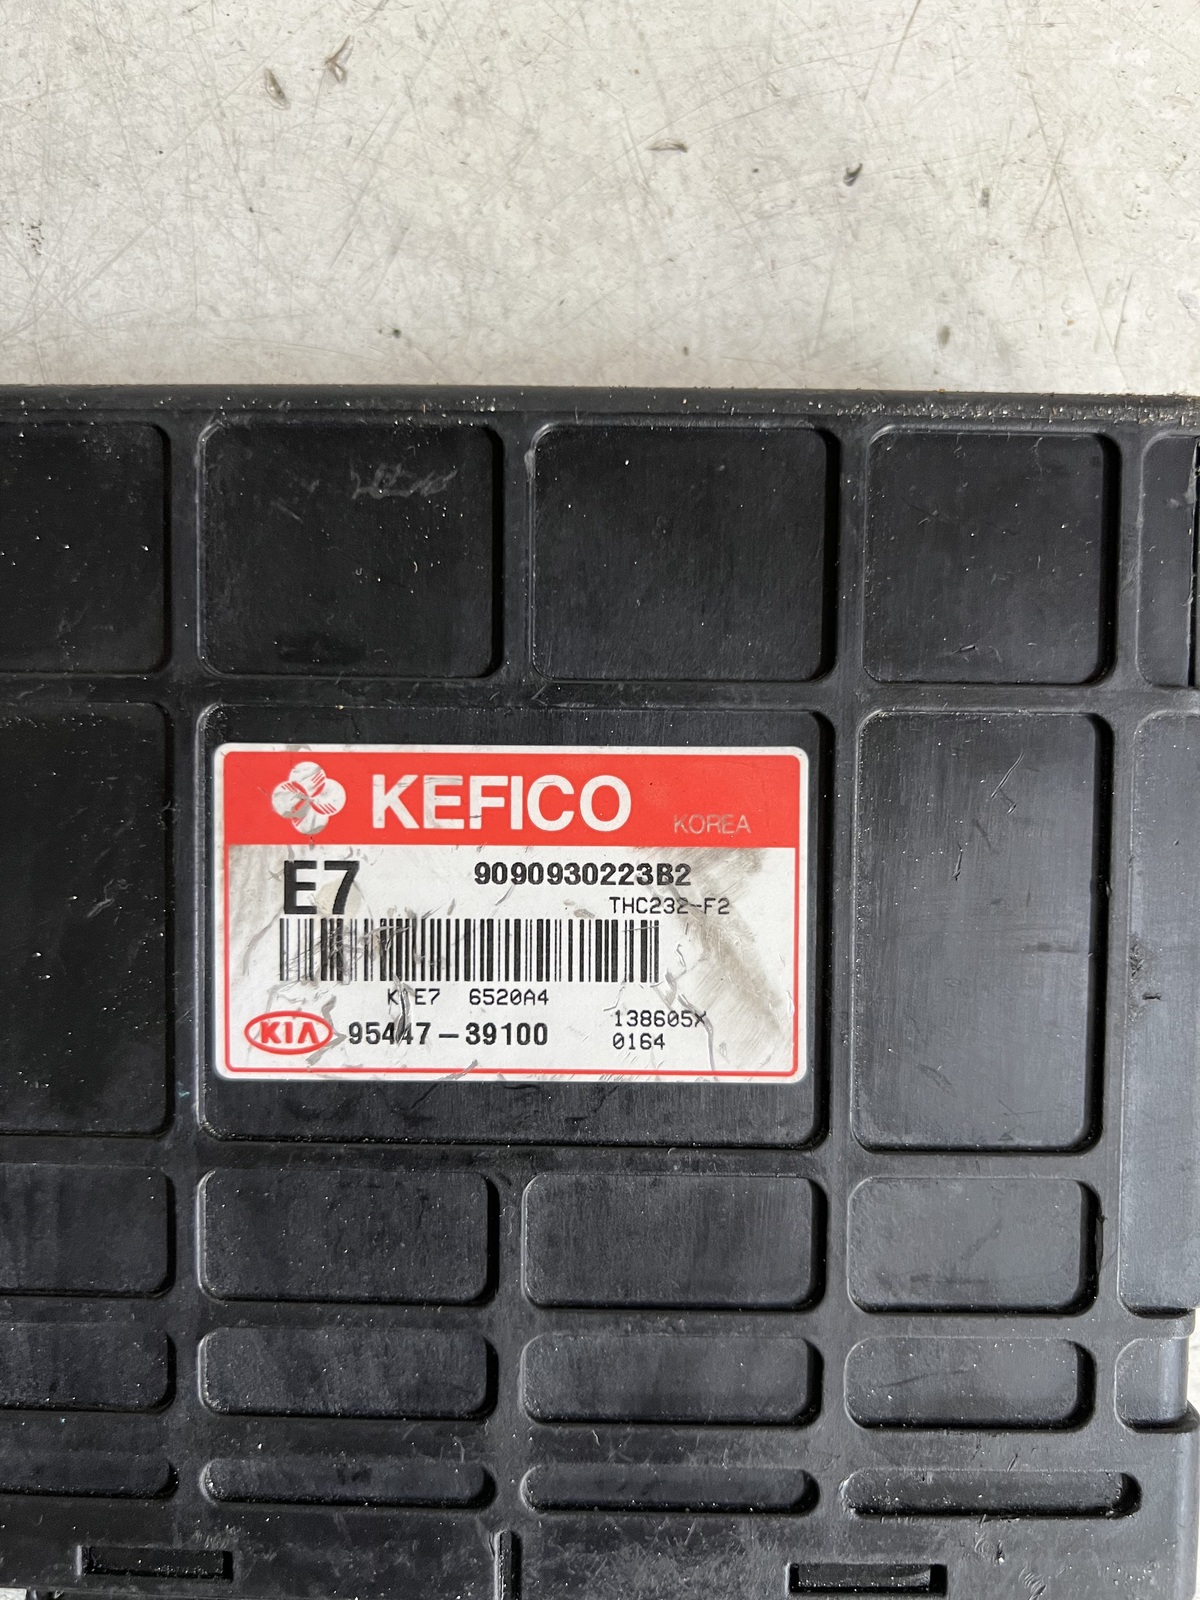 KEFICO KOREA
E7 9090930223B2
THC232-F2
K E7 6520A4
KIA 95447-39100 138605X
0164